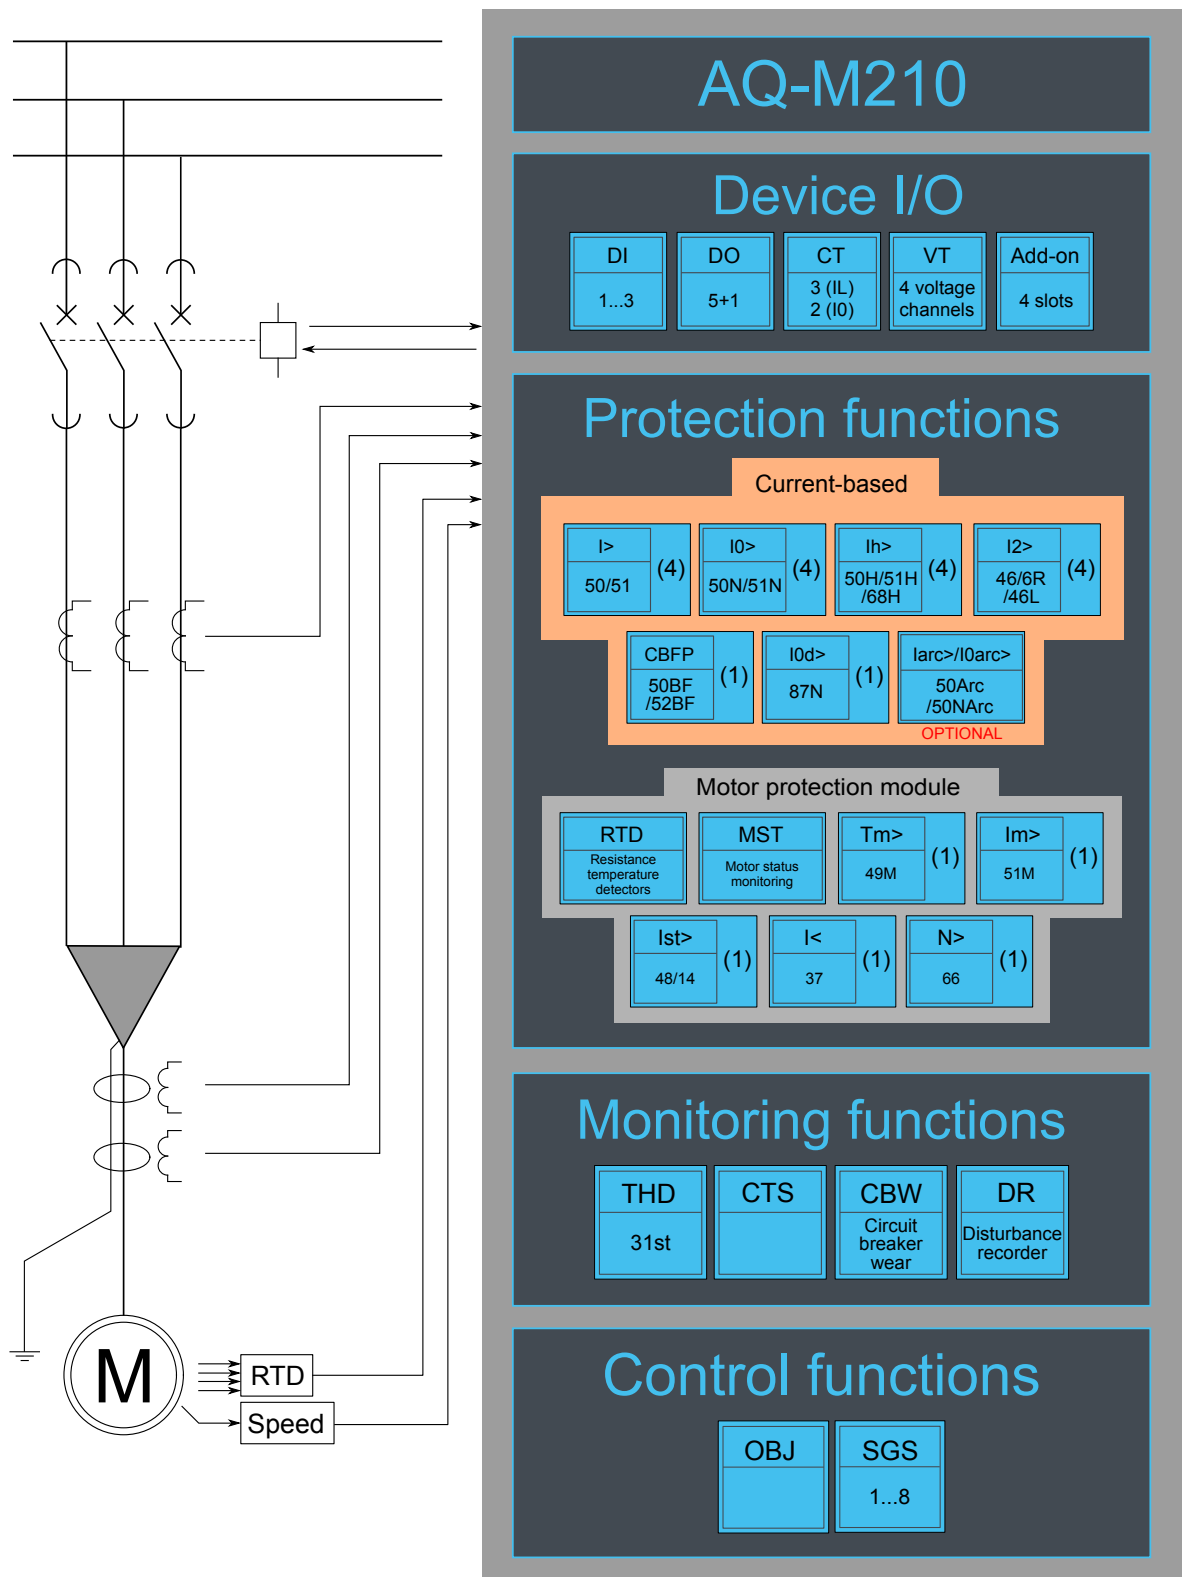 AQ-M210
Device I/O
DI
1...3
DO
5+1
CT
3 (IL)
2 (I0)
VT
4 voltage
channels
Add-on
4 slots
Protection functions
Current-based
I>
50/51
(4)
I0>
50N/51N
(4)
Ih>
50H/51H
/68H
(4)
I2>
46/6R
/46L
(4)
CBFP
50BF
/52BF
(1)
I0d>
87N
(1)
Iarc>/I0arc>
50Arc
/50NArc
OPTIONAL
Motor protection module
RTD
Resistance
temperature
detectors
MST
Motor status
monitoring
Tm>
49M
(1)
Im>
51M
(1)
Ist>
48/14
(1)
I<
37
(1)
N>
66
(1)
Monitoring functions
THD
31st
CTS
CBW
Circuit
breaker
wear
DR
Disturbance
recorder
Control functions
OBJ
SGS
1...8
M
RTD
Speed